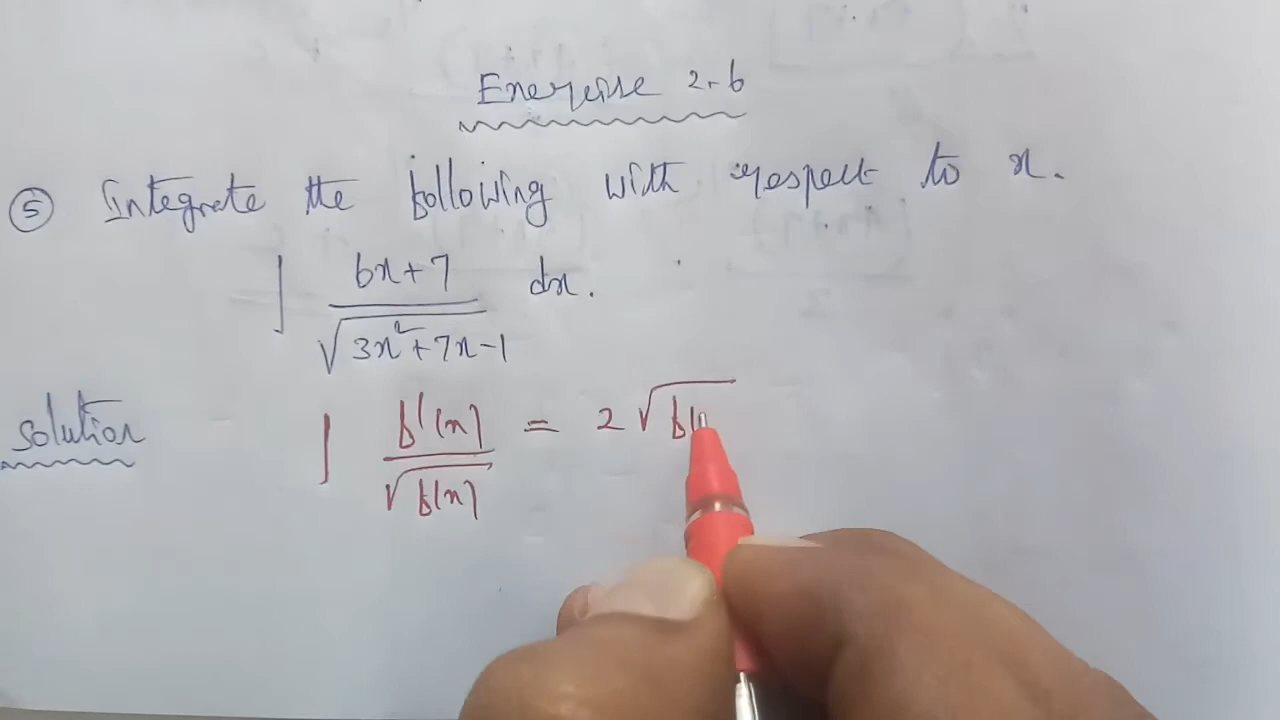 Exercise 2.6
⑤ Integrate the following with respect to x.
∫ (6x+7)/√(3x²+7x-1) dx.
solution ∫ f'(x)/√f(x) = 2√f(